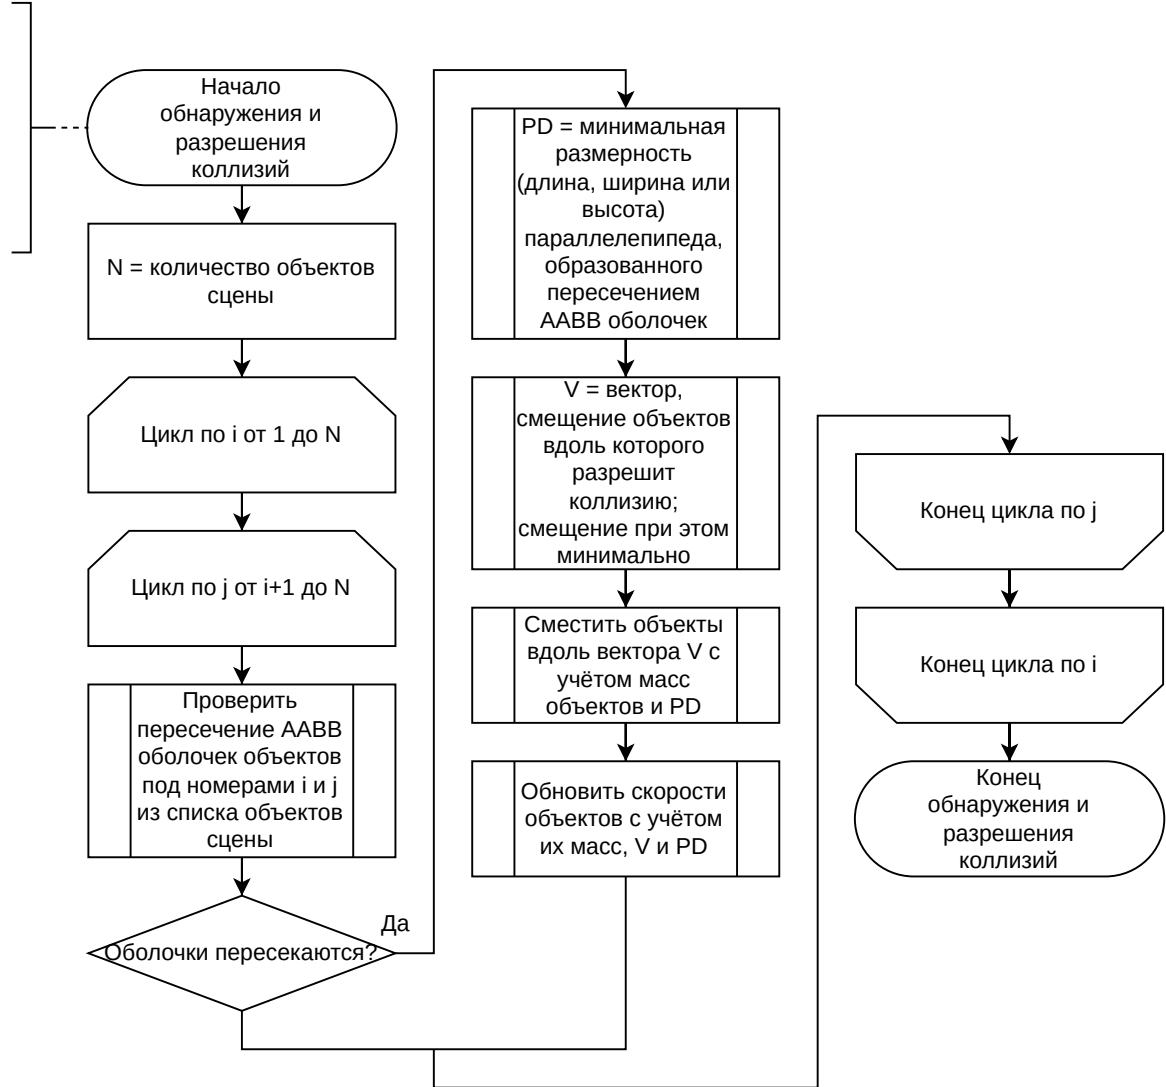 Начало
обнаружения и
разрешения
коллизий
N = количество объектов
сцены
Цикл по i от 1 до N
Цикл по j от i+1 до N
Проверить
пересечение AABB
оболочек объектов
под номерами i и j
из списка объектов
сцены
Оболочки пересекаются?
Да
PD = минимальная
размерность
(длина, ширина или
высота)
параллелепипеда,
образованного
пересечением
AABB оболочек
V = вектор,
смещение объектов
вдоль которого
разрешит
коллизию;
смещение при этом
минимально
Сместить объекты
вдоль вектора V с
учётом масс
объектов и PD
Обновить скорости
объектов с учётом
их масс, V и PD
Конец цикла по j
Конец цикла по i
Конец
обнаружения и
разрешения
коллизий